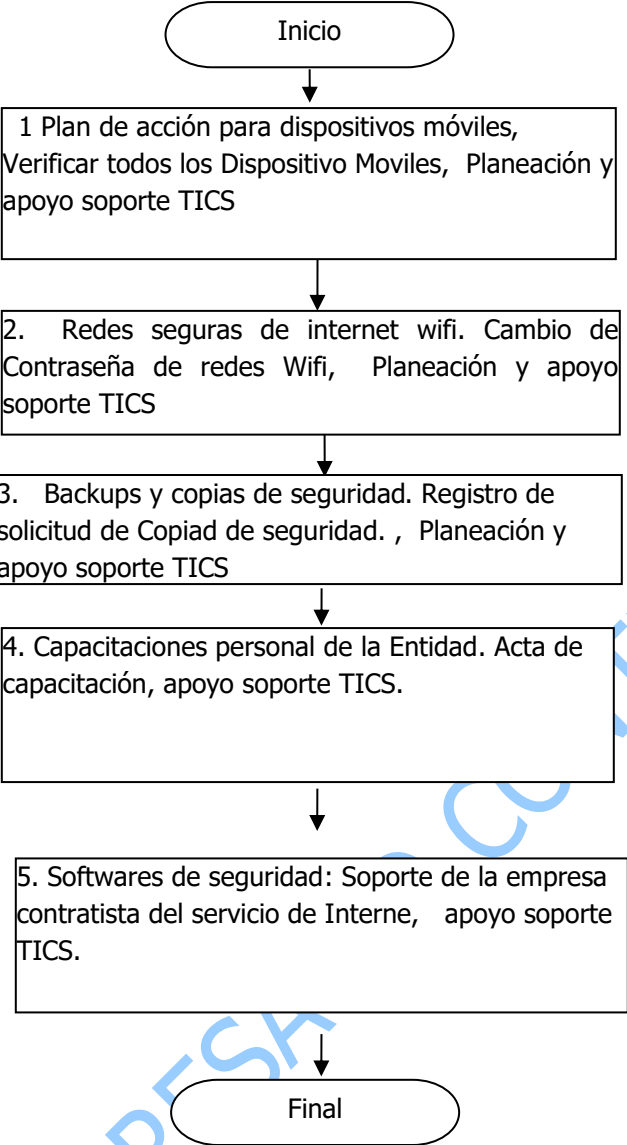 Inicio
1 Plan de acción para dispositivos móviles,
Verificar todos los Dispositivo Moviles, Planeación y
apoyo soporte TICS
2. Redes seguras de internet wifi. Cambio de
Contraseña de redes Wifi, Planeación y apoyo
soporte TICS
3. Backups y copias de seguridad. Registro de
solicitud de Copiad de seguridad. , Planeación y
apoyo soporte TICS
4. Capacitaciones personal de la Entidad. Acta de
capacitación, apoyo soporte TICS.
5. Softwares de seguridad: Soporte de la empresa
contratista del servicio de Interne, apoyo soporte
TICS.
Final